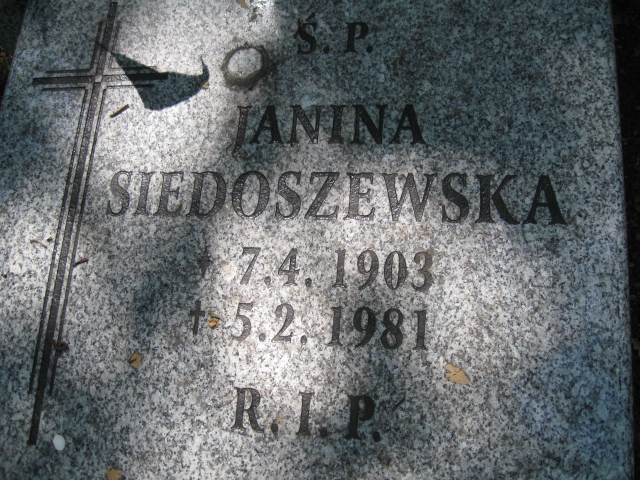 Ś. P.
JANINA
SIEDOSZEWSKA
* 7.4. 1903
† 5.2. 1981
R. I. P.